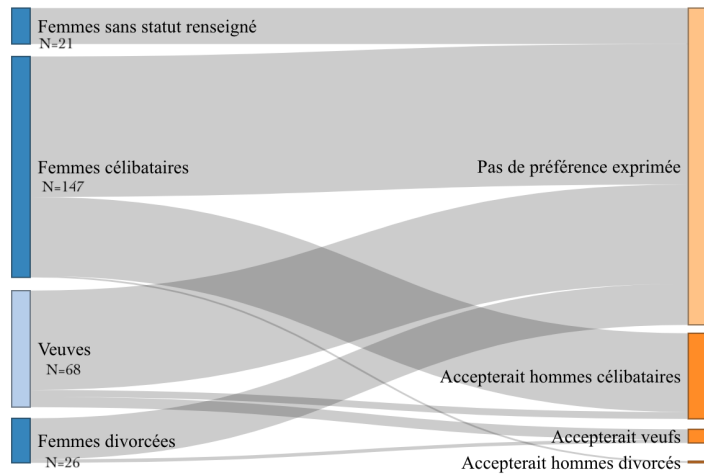 Femmes sans statut renseigné
N=21
Femmes célibataires
N=147
Pas de préférence exprimée
Veuves
N=68
Accepterait hommes célibataires
Femmes divorcées
N=26
Accepterait veufs
Accepterait hommes divorcés